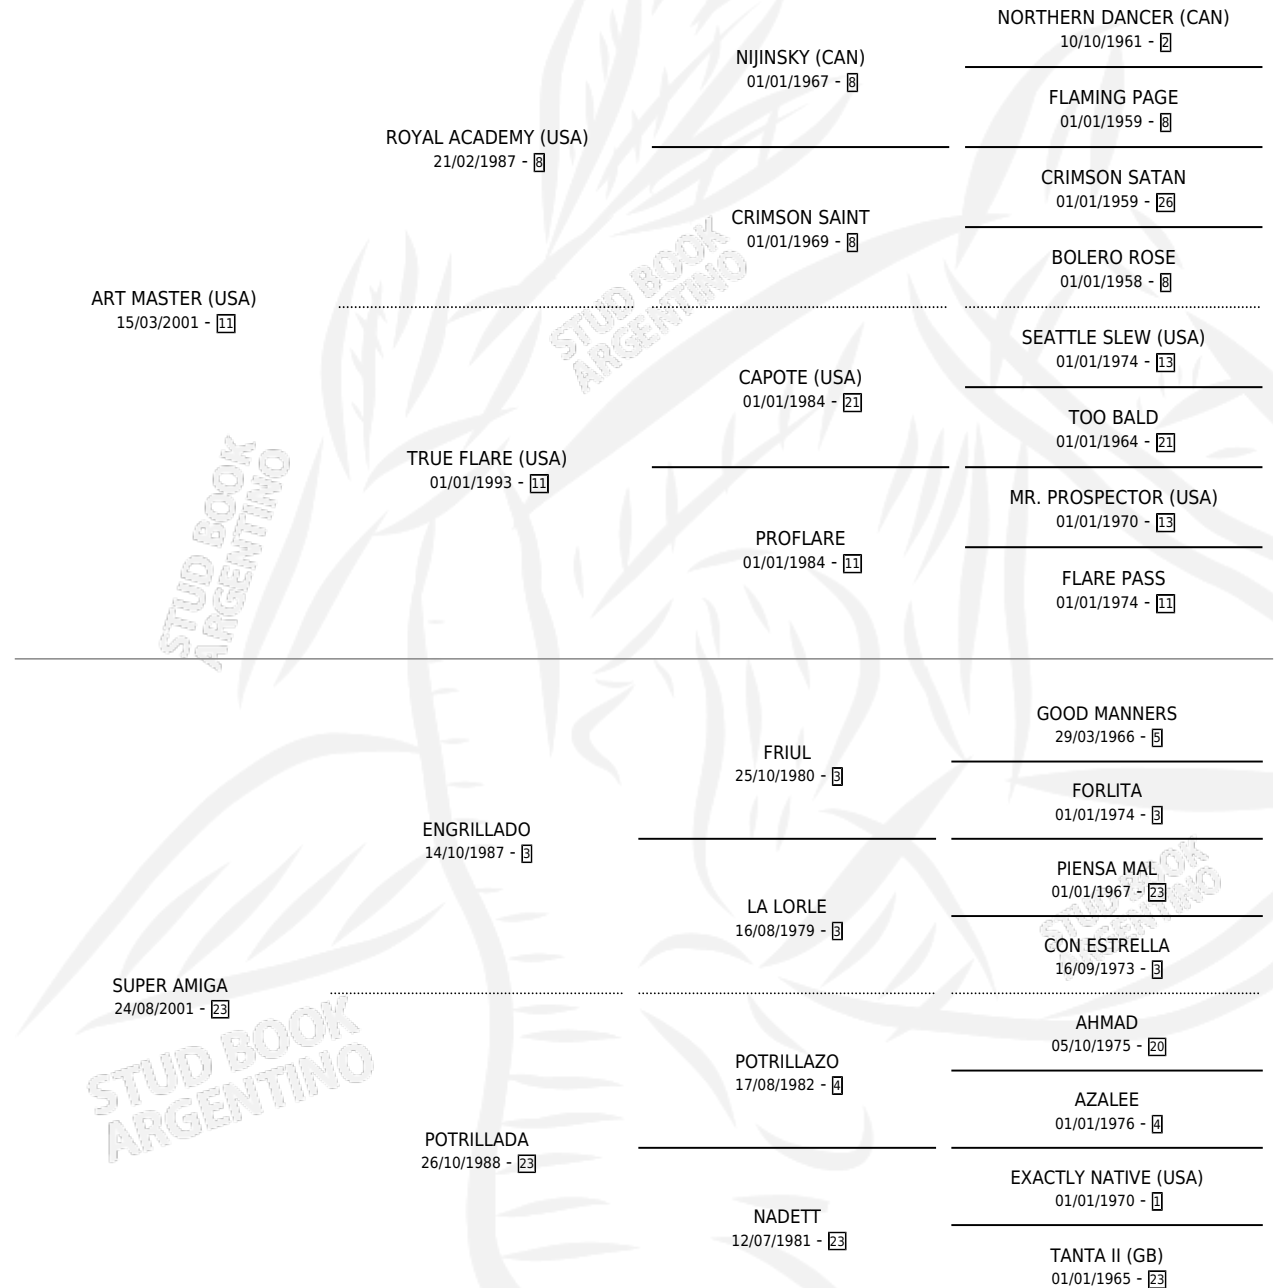 NORTHERN DANCER (CAN)
10/10/1961 - 2
NIJINSKY (CAN)
01/01/1967 - 8
FLAMING PAGE
01/01/1959 - 8
ROYAL ACADEMY (USA)
21/02/1987 - 8
CRIMSON SATAN
01/01/1959 - 26
CRIMSON SAINT
01/01/1969 - 8
BOLERO ROSE
01/01/1958 - 8
ART MASTER (USA)
15/03/2001 - 11
SEATTLE SLEW (USA)
01/01/1974 - 13
CAPOTE (USA)
01/01/1984 - 21
TOO BALD
01/01/1964 - 21
TRUE FLARE (USA)
01/01/1993 - 11
MR. PROSPECTOR (USA)
01/01/1970 - 13
PROFLARE
01/01/1984 - 11
FLARE PASS
01/01/1974 - 11
STUD BOOK
ARGENTINO
STUD BOOK
ARGENTINO
GOOD MANNERS
29/03/1966 - 5
FRIUL
25/10/1980 - 3
FORLITA
01/01/1974 - 3
ENGRILLADO
14/10/1987 - 3
PIENSA MAL
01/01/1967 - 23
LA LORLE
16/08/1979 - 3
CON ESTRELLA
16/09/1973 - 3
STUD BOOK
ARGENTINO
SUPER AMIGA
24/08/2001 - 23
AHMAD
05/10/1975 - 20
POTRILLAZO
17/08/1982 - 4
AZALEE
01/01/1976 - 4
STUD BOOK
ARGENTINO
POTRILLADA
26/10/1988 - 23
EXACTLY NATIVE (USA)
01/01/1970 - 1
NADETT
12/07/1981 - 23
TANTA II (GB)
01/01/1965 - 23